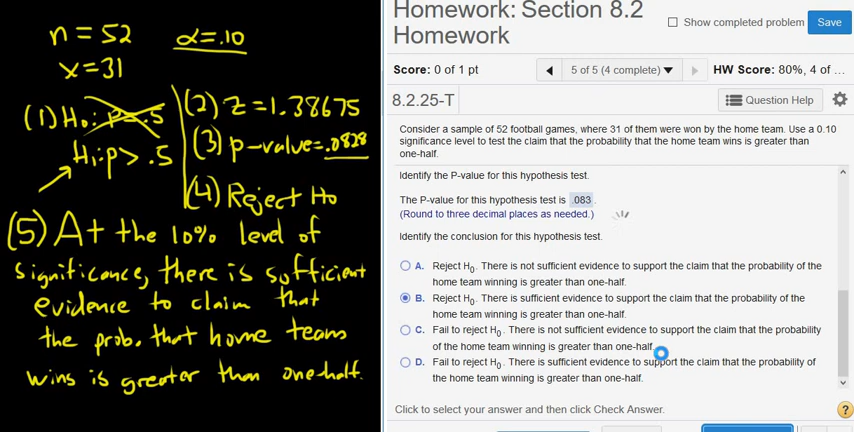 n = 52
α = .10
x = 31
(1) H₀: p = .5
H₁: p > .5
(2) Z = 1.38675
(3) p-value = .0828
(4) Reject H₀
(5) At the 10% level of
significance, there is sufficient
evidence to claim that
the prob. that home team
wins is greater than one-half.
Homework: Section 8.2
Homework
Show completed problem
Save
Score: 0 of 1 pt
5 of 5 (4 complete)
HW Score: 80%, 4 of ...
8.2.25-T
Question Help
Consider a sample of 52 football games, where 31 of them were won by the home team. Use a 0.10
significance level to test the claim that the probability that the home team wins is greater than
one-half.
Identify the P-value for this hypothesis test.
The P-value for this hypothesis test is .083.
(Round to three decimal places as needed.)
Identify the conclusion for this hypothesis test.
A. Reject H₀. There is not sufficient evidence to support the claim that the probability of the
home team winning is greater than one-half.
B. Reject H₀. There is sufficient evidence to support the claim that the probability of the
home team winning is greater than one-half.
C. Fail to reject H₀. There is not sufficient evidence to support the claim that the probability
of the home team winning is greater than one-half.
D. Fail to reject H₀. There is sufficient evidence to support the claim that the probability of
the home team winning is greater than one-half.
Click to select your answer and then click Check Answer.
?